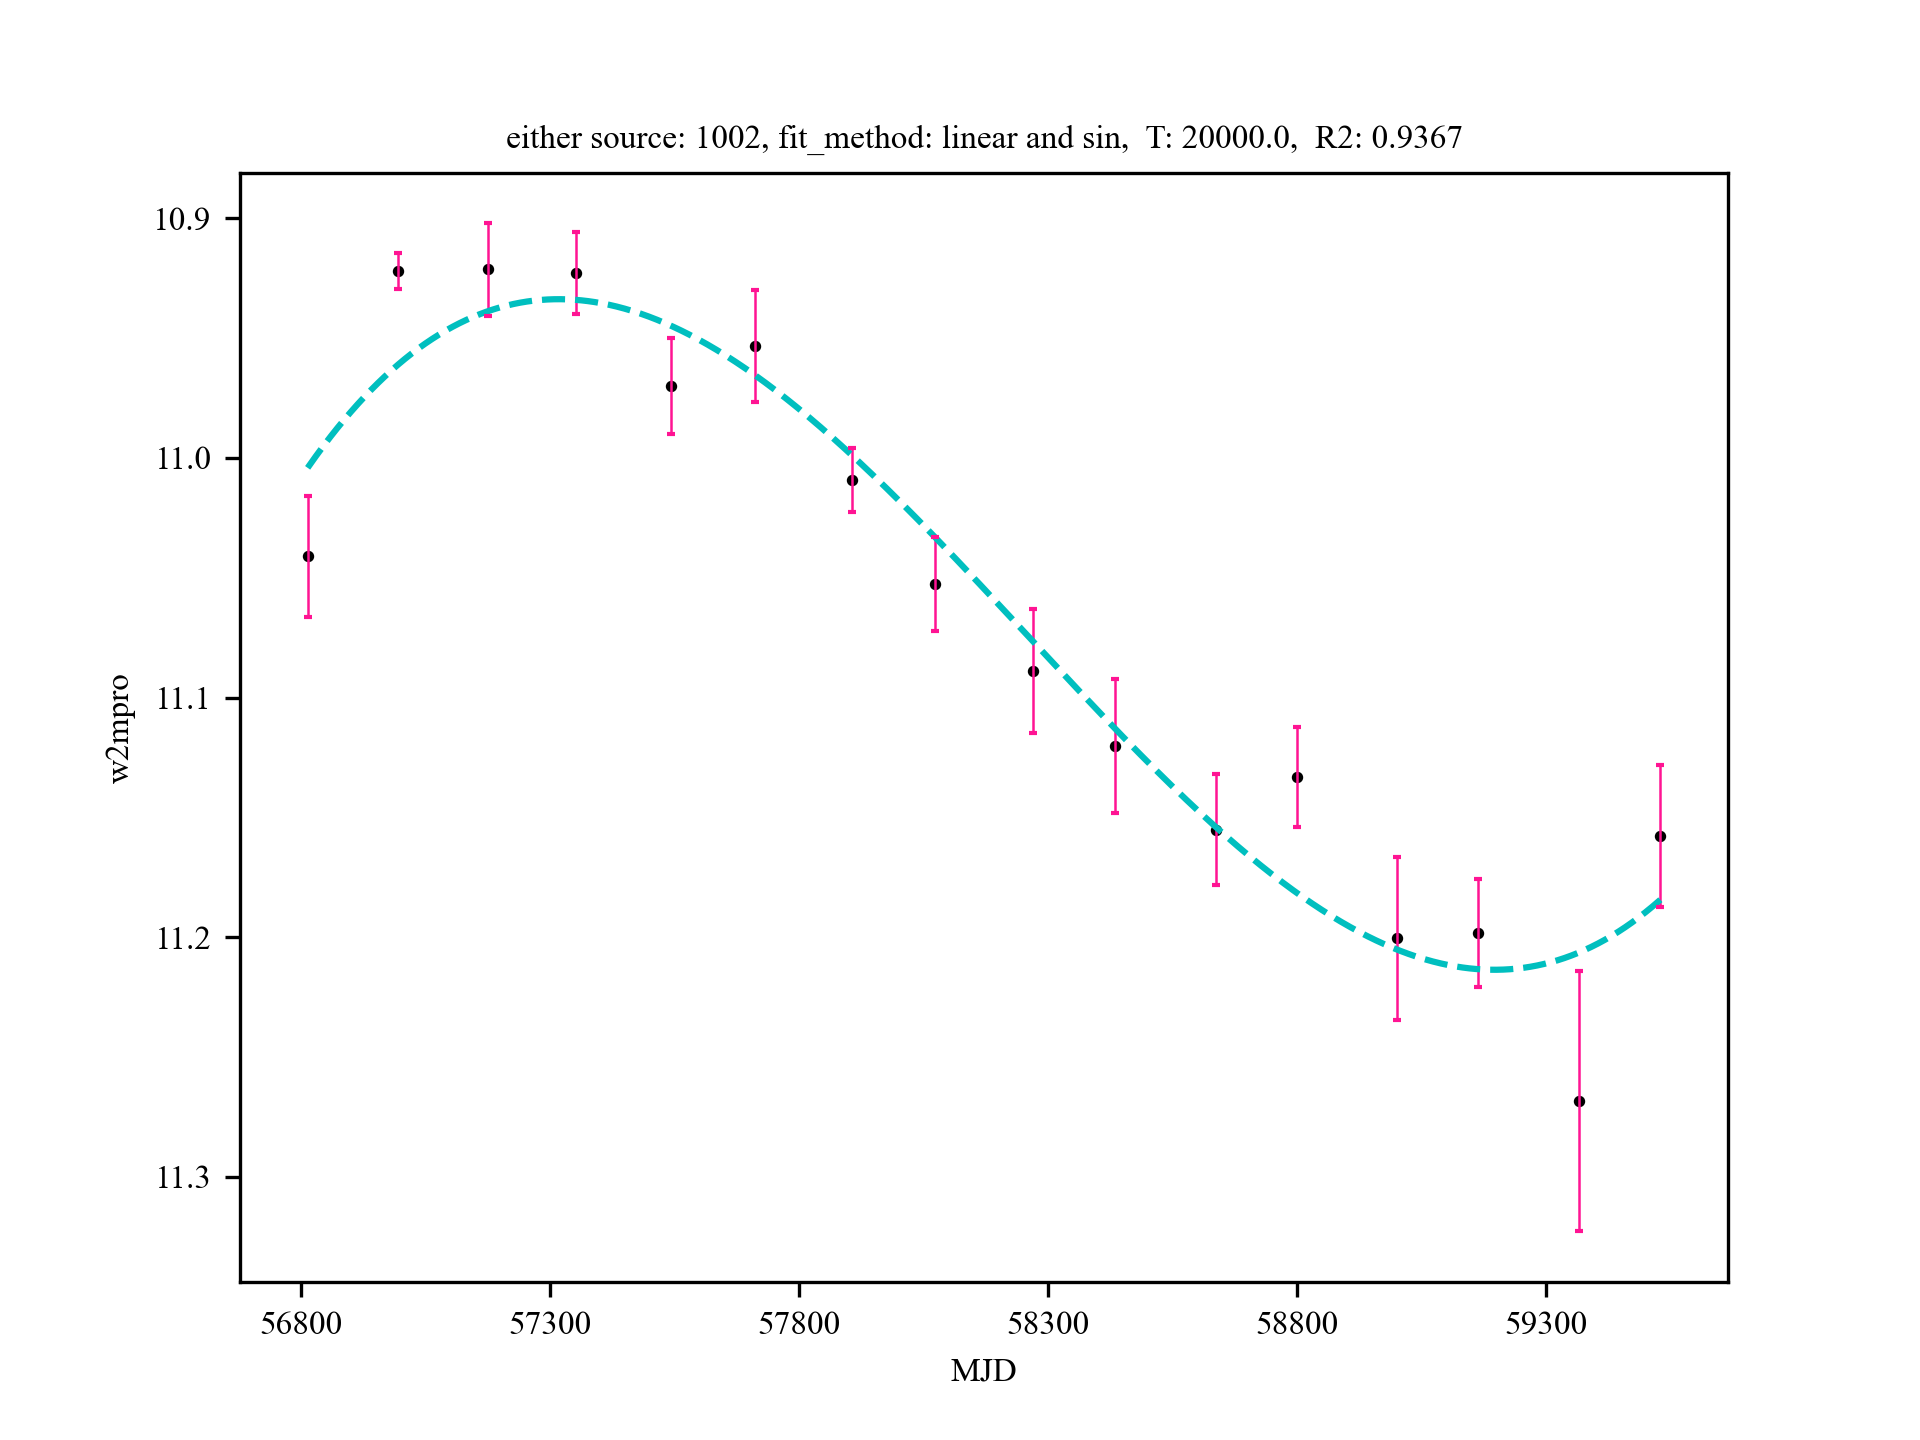 either source: 1002, fit_method: linear and sin,  T: 20000.0,  R2: 0.9367
10.9
11.0
11.1
11.2
11.3
w2mpro
56800 57300 57800 58300 58800 59300
MJD